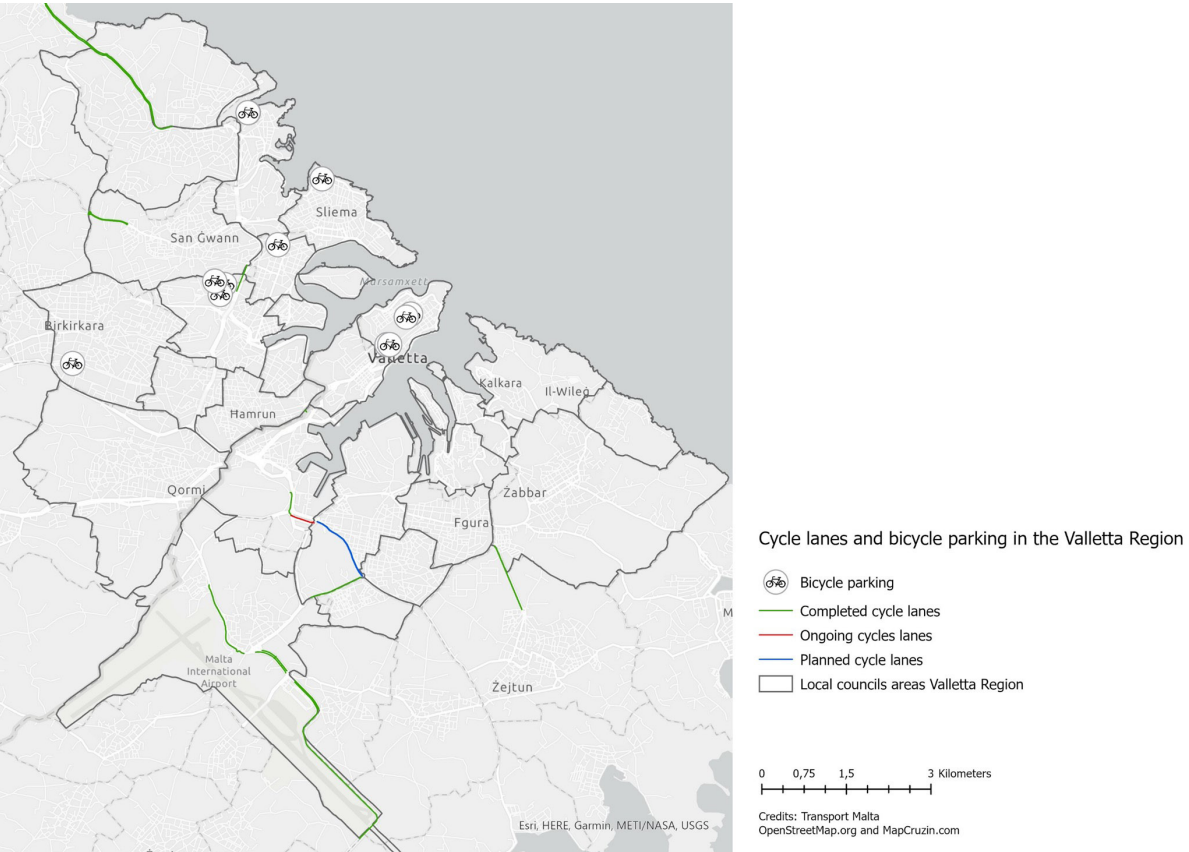 Sliema
San Ġwann
Marsamxett
Birkirkara
Valletta
Kalkara
Il-Wileġ
Hamrun
Qormi
Żabbar
Fgura
Malta
International
Airport
Żejtun
M
Esri, HERE, Garmin, METI/NASA, USGS
Cycle lanes and bicycle parking in the Valletta Region
Bicycle parking
Completed cycle lanes
Ongoing cycles lanes
Planned cycle lanes
Local councils areas Valletta Region
0 0,75 1,5 3 Kilometers
Credits: Transport Malta
OpenStreetMap.org and MapCruzin.com